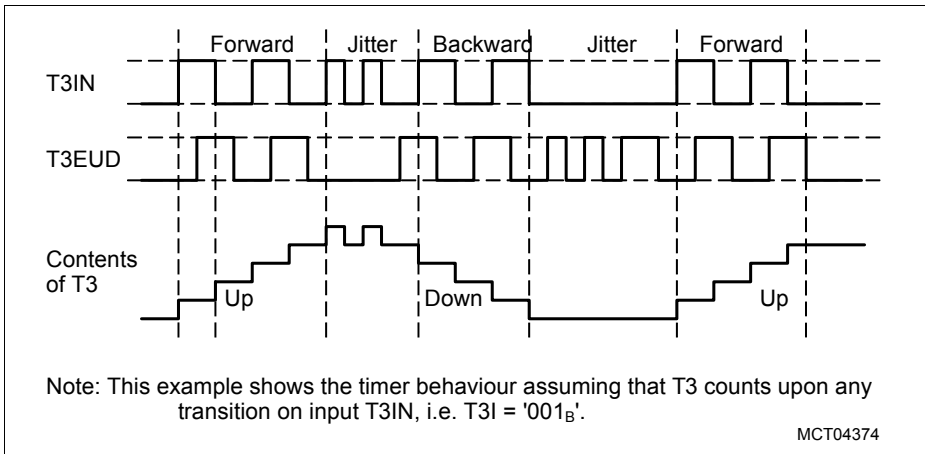 Forward Jitter Backward Jitter Forward
T3IN
T3EUD
Contents
of T3
Up Down Up
Note: This example shows the timer behaviour assuming that T3 counts upon any
transition on input T3IN, i.e. T3I = '001B'.
MCT04374